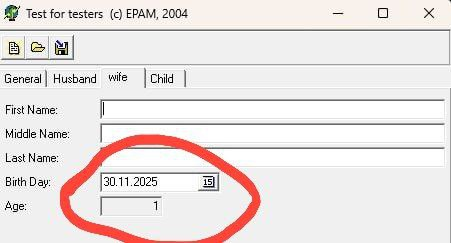 Test for testers (c) EPAM, 2004
General Husband wife Child
First Name:
Middle Name:
Last Name:
Birth Day: 30.11.2025 15
Age: 1